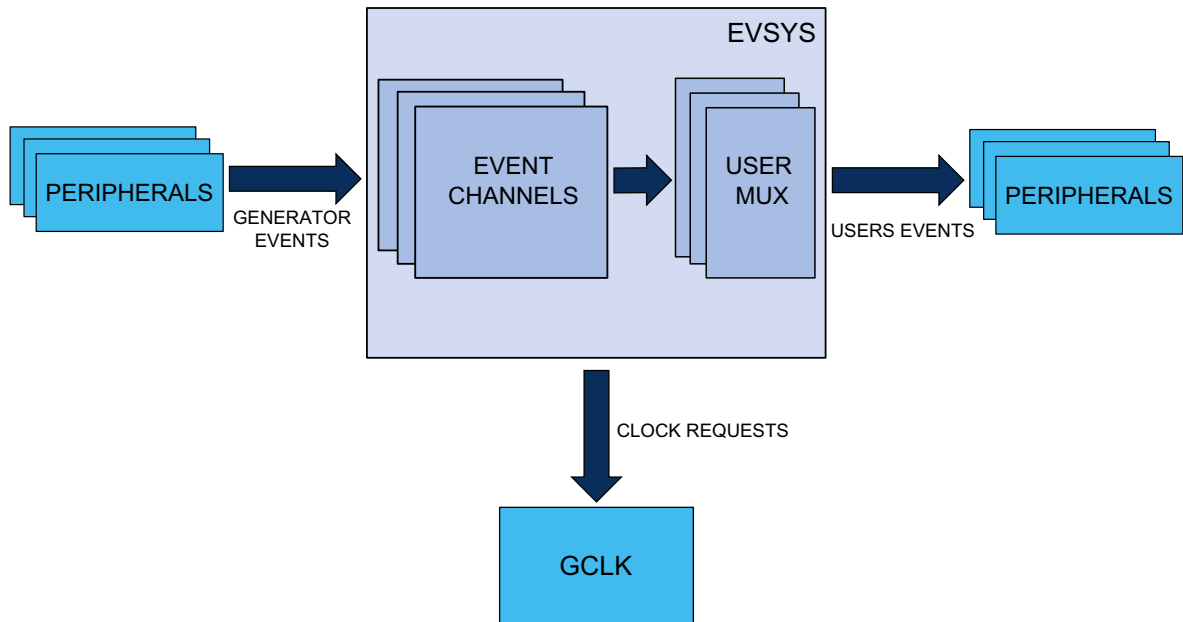 EVSYS
PERIPHERALS
GENERATOR
EVENTS
EVENT
CHANNELS
USER
MUX
USERS EVENTS
PERIPHERALS
CLOCK REQUESTS
GCLK